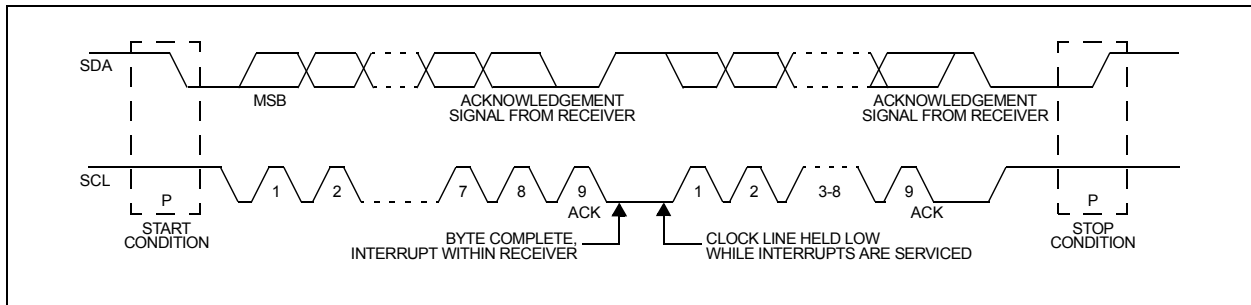 SDA
MSB
ACKNOWLEDGEMENT
SIGNAL FROM RECEIVER
ACKNOWLEDGEMENT
SIGNAL FROM RECEIVER
SCL
P
1
2
7
8
9
ACK
1
2
3-8
9
ACK
P
START
CONDITION
BYTE COMPLETE,
INTERRUPT WITHIN RECEIVER
CLOCK LINE HELD LOW
WHILE INTERRUPTS ARE SERVICED
STOP
CONDITION